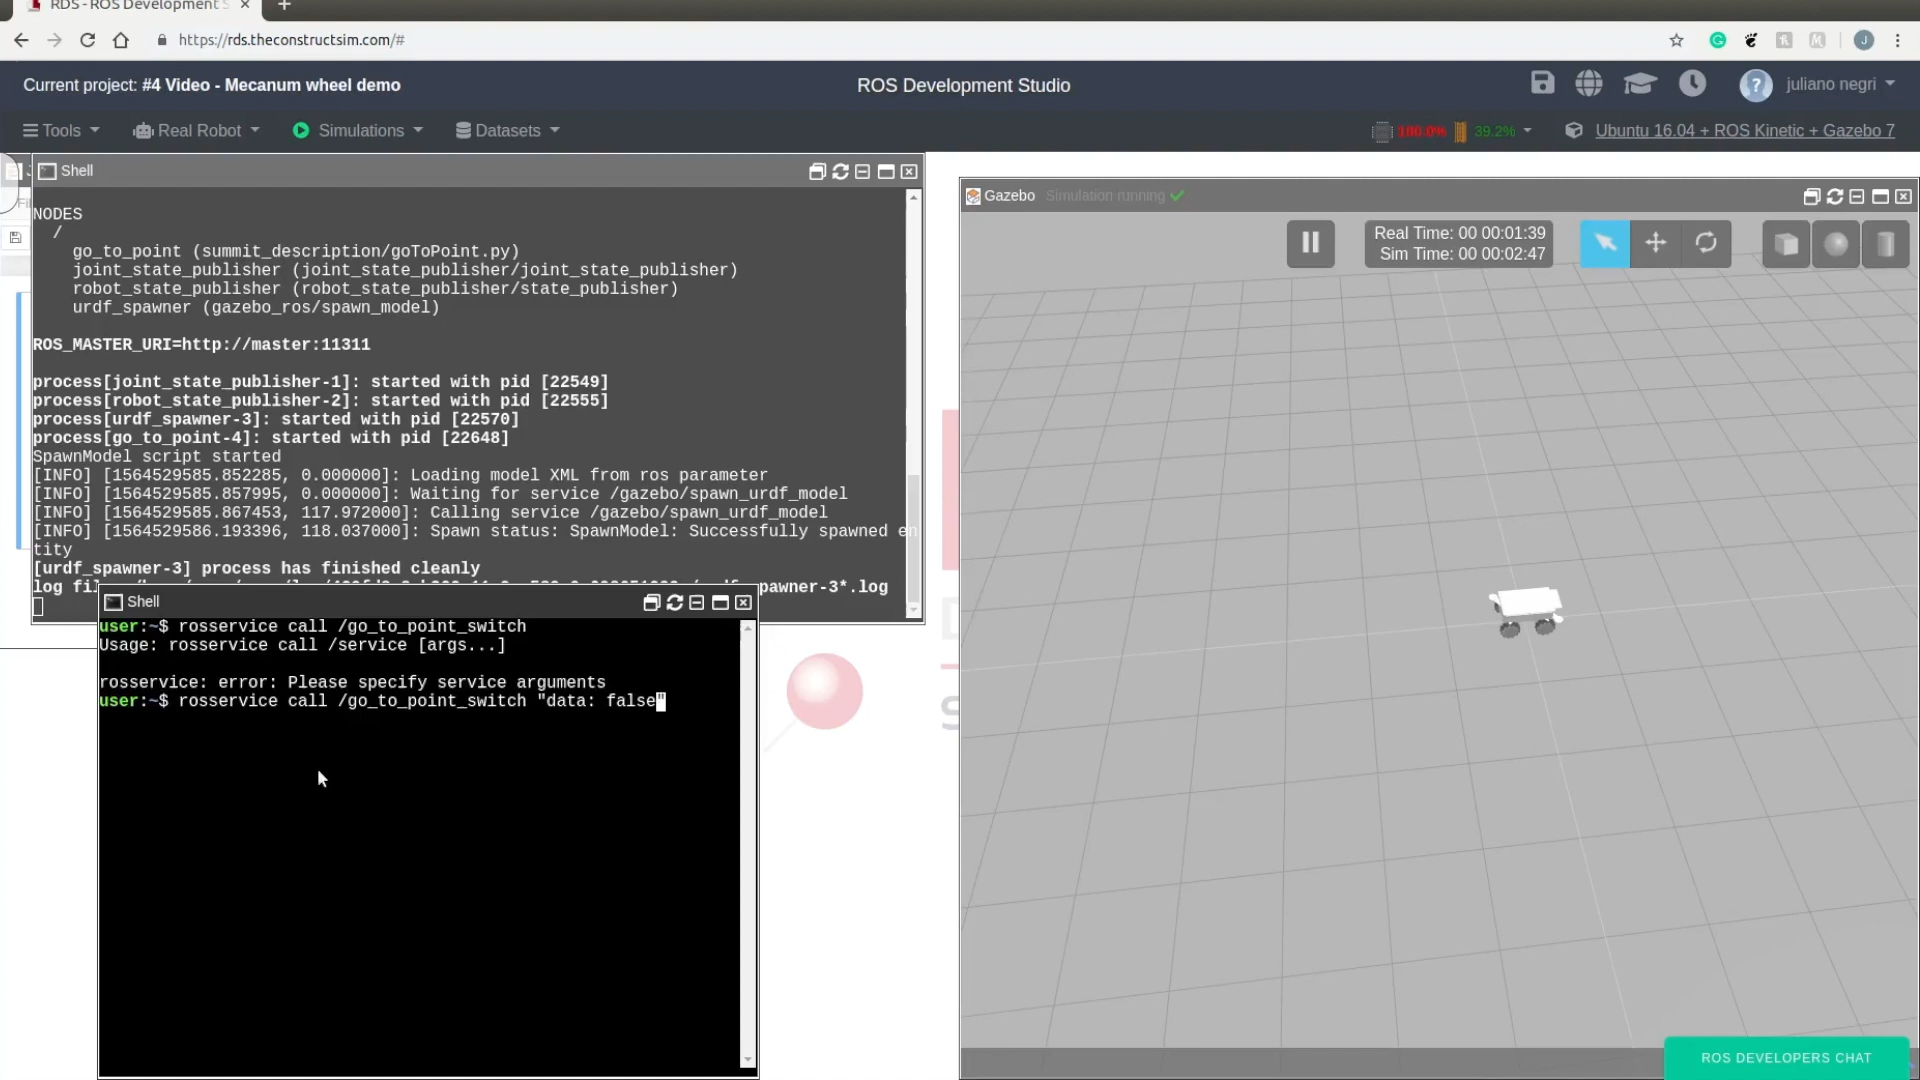 RDS - ROS Development S
https://rds.theconstructsim.com/#
J
Current project: #4 Video - Mecanum wheel demo
ROS Development Studio
?
juliano negri
Tools
Real Robot
Simulations
Datasets
100.0%
39.2%
Ubuntu 16.04 + ROS Kinetic + Gazebo 7
Shell
NODES
/
go_to_point (summit_description/goToPoint.py)
joint_state_publisher (joint_state_publisher/joint_state_publisher)
robot_state_publisher (robot_state_publisher/state_publisher)
urdf_spawner (gazebo_ros/spawn_model)
ROS_MASTER_URI=http://master:11311
process[joint_state_publisher-1]: started with pid [22549]
process[robot_state_publisher-2]: started with pid [22555]
process[urdf_spawner-3]: started with pid [22570]
process[go_to_point-4]: started with pid [22648]
SpawnModel script started
[INFO] [1564529585.852285, 0.000000]: Loading model XML from ros parameter
[INFO] [1564529585.857995, 0.000000]: Waiting for service /gazebo/spawn_urdf_model
[INFO] [1564529585.867453, 117.972000]: Calling service /gazebo/spawn_urdf_model
[INFO] [1564529586.193396, 118.037000]: Spawn status: SpawnModel: Successfully spawned en
tity
[urdf_spawner-3] process has finished cleanly
log fil pawner-3*.log
Shell
user:~$ rosservice call /go_to_point_switch
Usage: rosservice call /service [args...]
rosservice: error: Please specify service arguments
user:~$ rosservice call /go_to_point_switch "data: false"
Gazebo Simulation running
Real Time: 00 00:01:39
Sim Time: 00 00:02:47
ROS DEVELOPERS CHAT